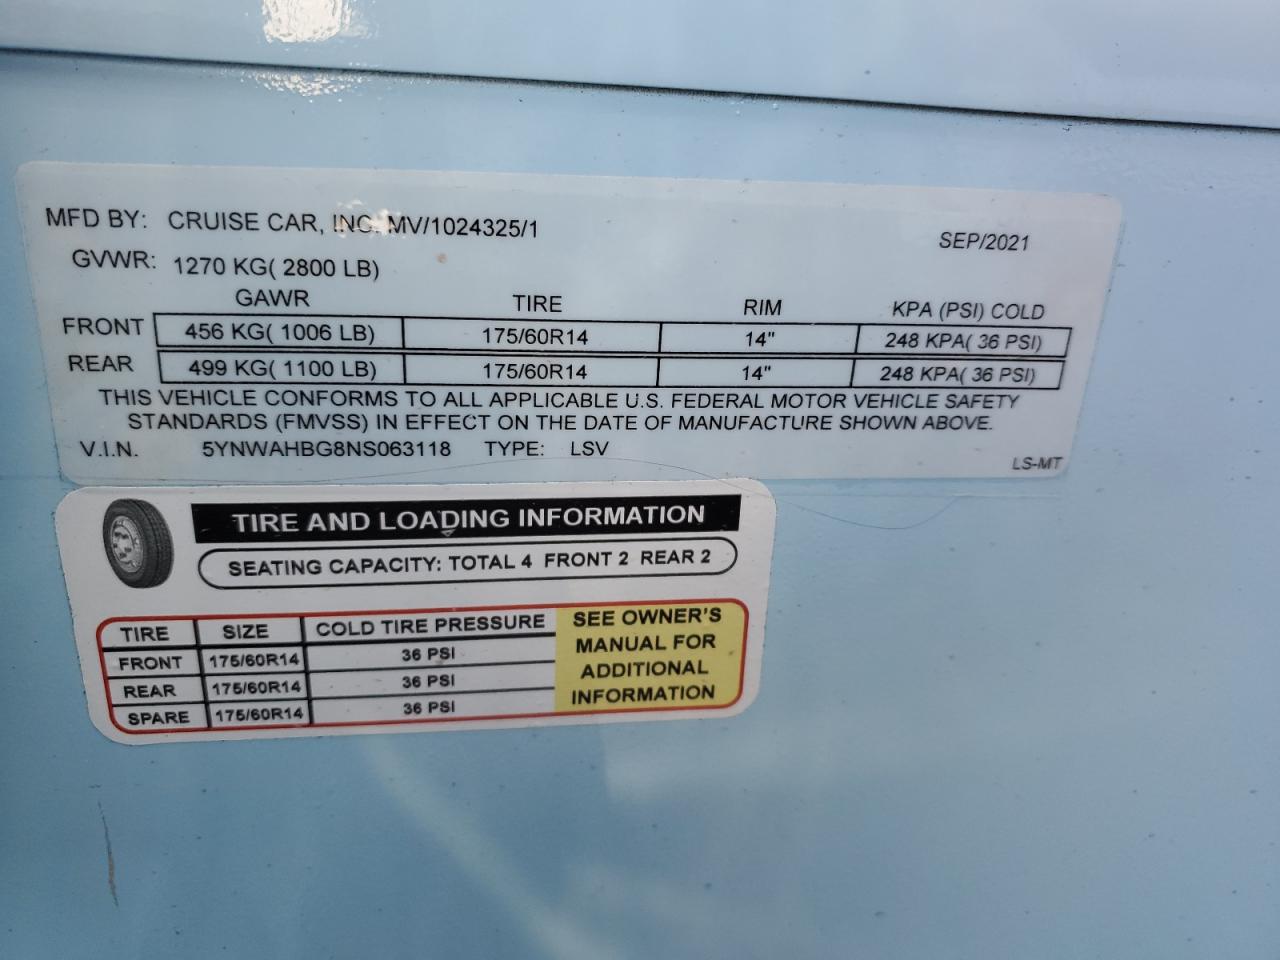 MFD BY: CRUISE CAR, INC. MV/1024325/1
SEP/2021
GVWR: 1270 KG( 2800 LB)
GAWR TIRE RIM KPA (PSI) COLD
FRONT 456 KG( 1006 LB) 175/60R14 14" 248 KPA( 36 PSI)
REAR 499 KG( 1100 LB) 175/60R14 14" 248 KPA( 36 PSI)
THIS VEHICLE CONFORMS TO ALL APPLICABLE U.S. FEDERAL MOTOR VEHICLE SAFETY
STANDARDS (FMVSS) IN EFFECT ON THE DATE OF MANUFACTURE SHOWN ABOVE.
V.I.N. 5YNWAHBG8NS063118 TYPE: LSV
LS-MT
TIRE AND LOADING INFORMATION
SEATING CAPACITY: TOTAL 4 FRONT 2 REAR 2
TIRE SIZE COLD TIRE PRESSURE
FRONT 175/60R14 36 PSI
REAR 175/60R14 36 PSI
SPARE 175/60R14 36 PSI
SEE OWNER'S
MANUAL FOR
ADDITIONAL
INFORMATION